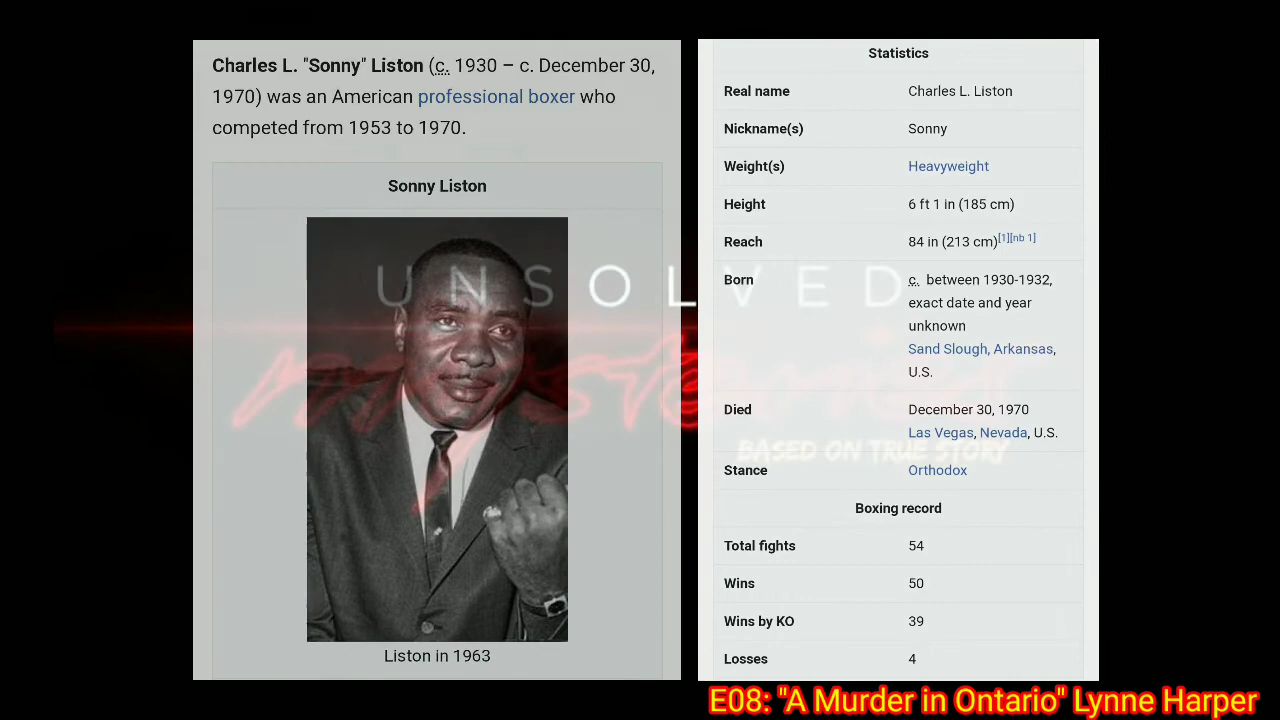 Charles L. "Sonny" Liston (c. 1930 – c. December 30,
1970) was an American professional boxer who
competed from 1953 to 1970.
Sonny Liston
Liston in 1963
Statistics
Real name Charles L. Liston
Nickname(s) Sonny
Weight(s) Heavyweight
Height 6 ft 1 in (185 cm)
Reach 84 in (213 cm)[1][nb 1]
Born c. between 1930-1932,
exact date and year
unknown
Sand Slough, Arkansas,
U.S.
Died December 30, 1970
Las Vegas, Nevada, U.S.
Stance Orthodox
Boxing record
Total fights 54
Wins 50
Wins by KO 39
Losses 4
UNSOLVED
mysteries
BASED ON TRUE STORY
E08: "A Murder in Ontario" Lynne Harper